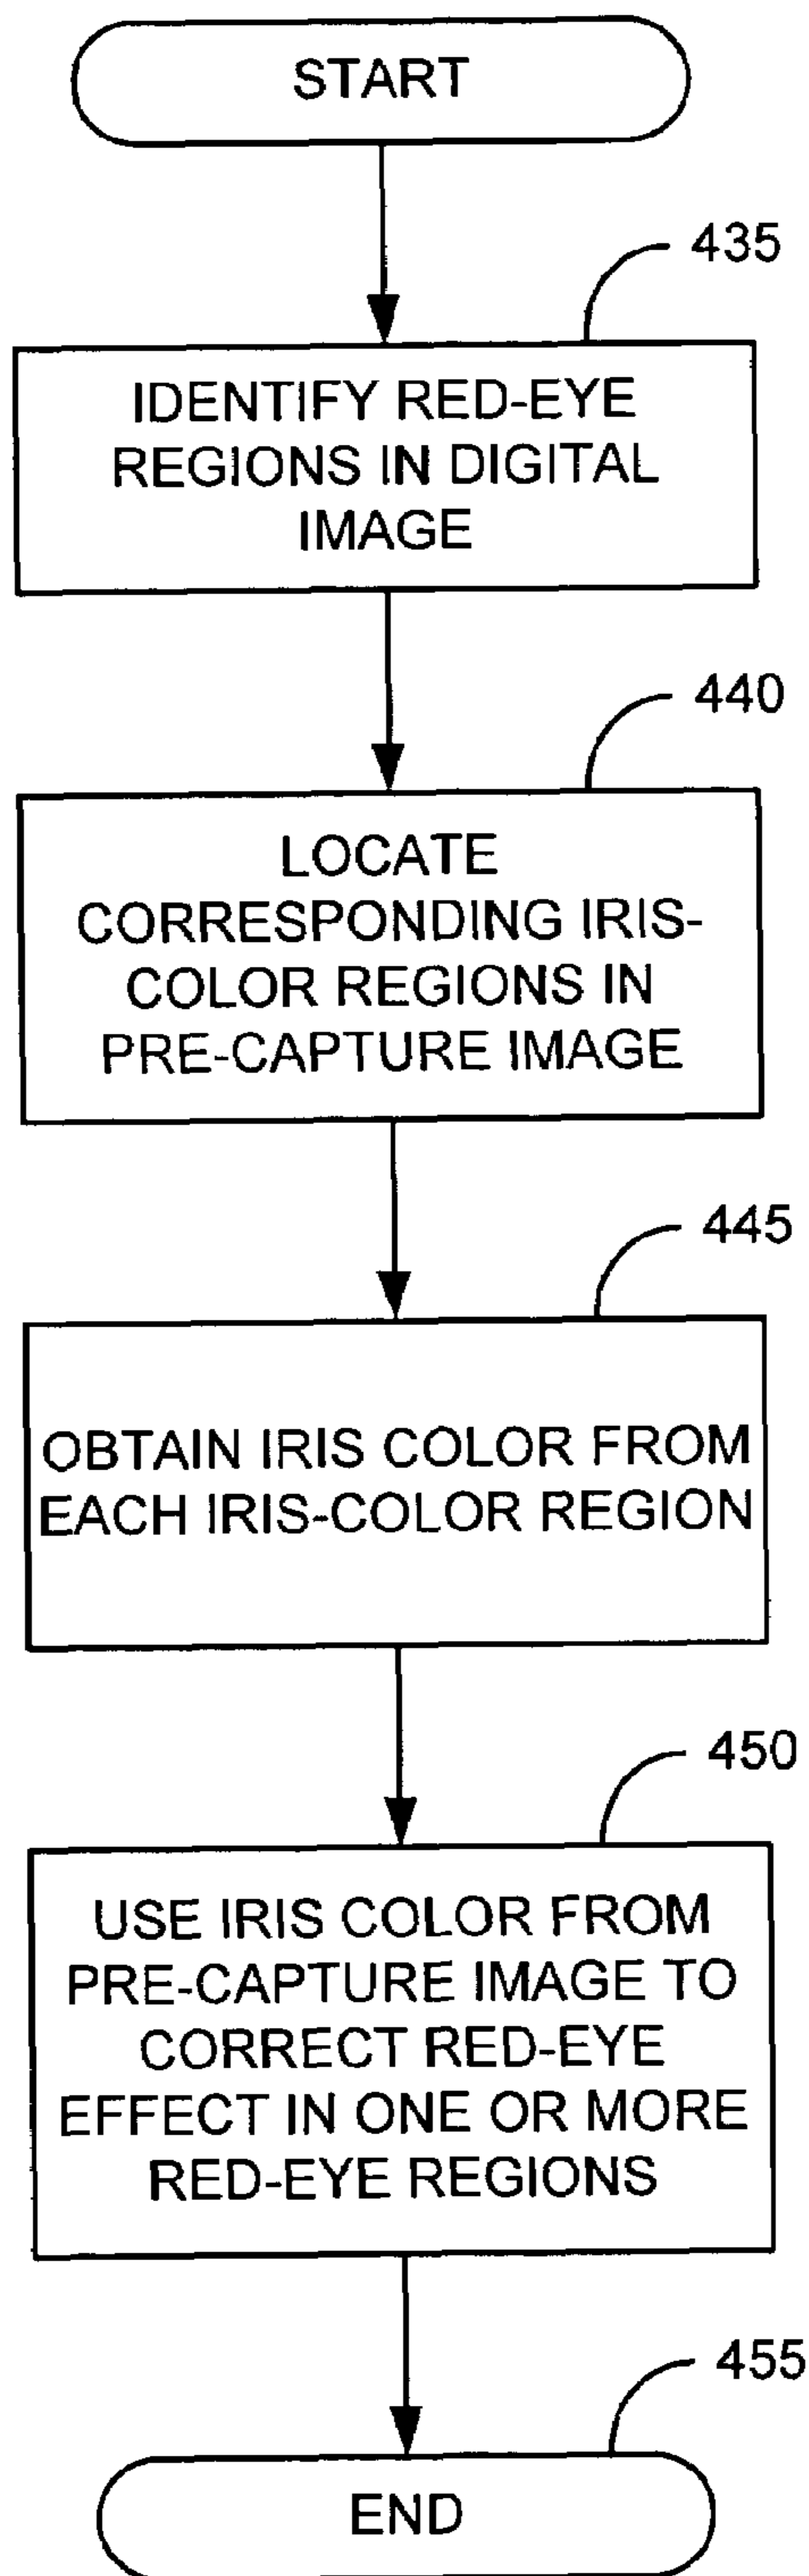 START
435
IDENTIFY RED-EYE
REGIONS IN DIGITAL
IMAGE
440
LOCATE
CORRESPONDING IRIS-
COLOR REGIONS IN
PRE-CAPTURE IMAGE
445
OBTAIN IRIS COLOR FROM
EACH IRIS-COLOR REGION
450
USE IRIS COLOR FROM
PRE-CAPTURE IMAGE TO
CORRECT RED-EYE
EFFECT IN ONE OR MORE
RED-EYE REGIONS
455
END